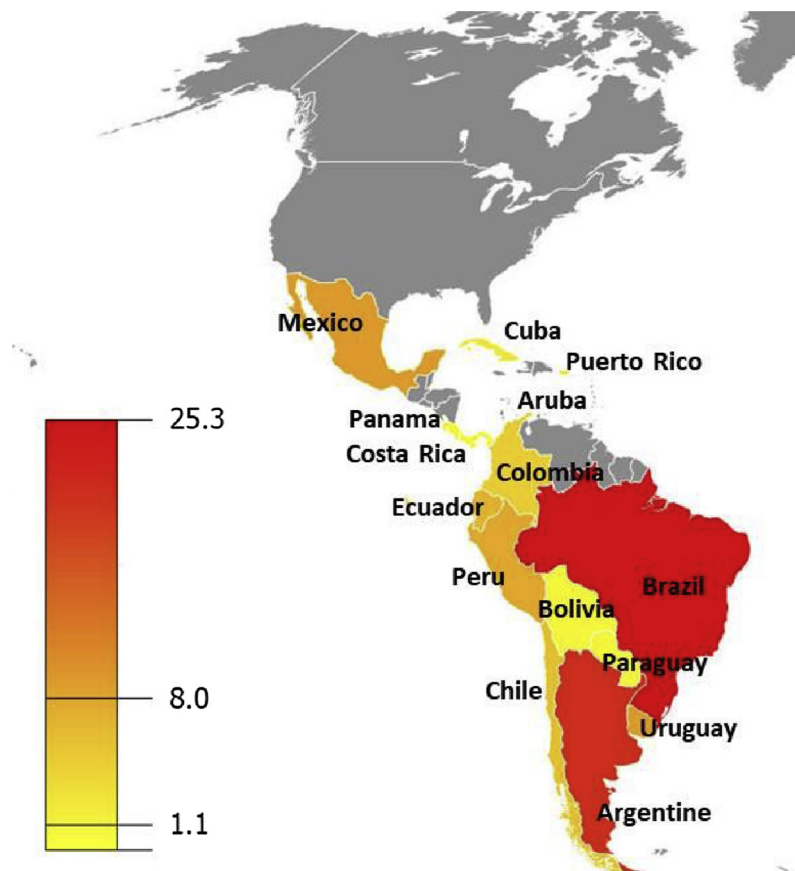 Mexico
Cuba
Puerto Rico
Aruba
Panama
Costa Rica
25.3
Colombia
Ecuador
Peru
Brazil
Bolivia
Paraguay
Chile
8.0
Uruguay
Argentine
1.1